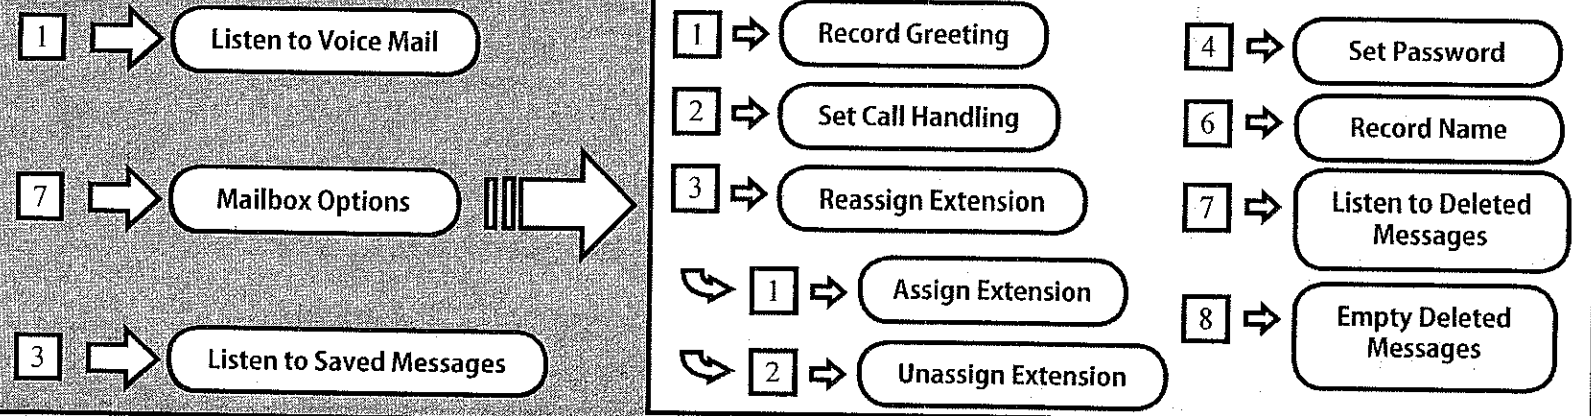 1 Listen to Voice Mail
7 Mailbox Options
3 Listen to Saved Messages
1 Record Greeting
2 Set Call Handling
3 Reassign Extension
1 Assign Extension
2 Unassign Extension
4 Set Password
6 Record Name
7 Listen to Deleted
Messages
8 Empty Deleted
Messages